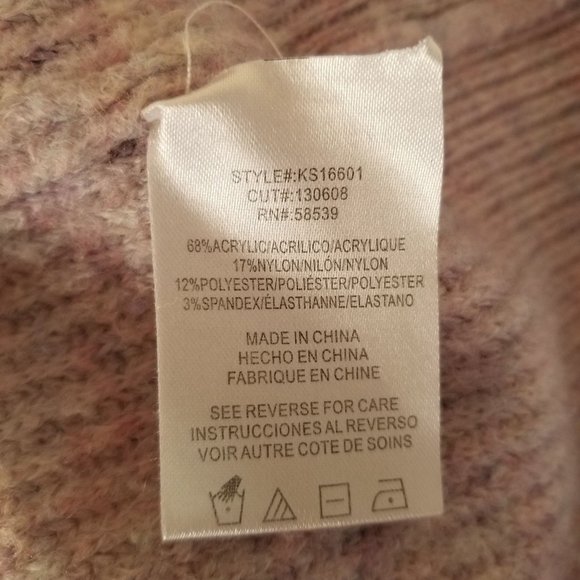 STYLE#:KS16601
CUT#:130608
RN#:58539
68%ACRYLIC/ACRILICO/ACRYLIQUE
17%NYLON/NILÓN/NYLON
12%POLYESTER/POLIÉSTER/POLYESTER
3%SPANDEX/ÉLASTHANNE/ELASTANO
MADE IN CHINA
HECHO EN CHINA
FABRIQUE EN CHINE
SEE REVERSE FOR CARE
INSTRUCCIONES AL REVERSO
VOIR AUTRE COTE DE SOINS